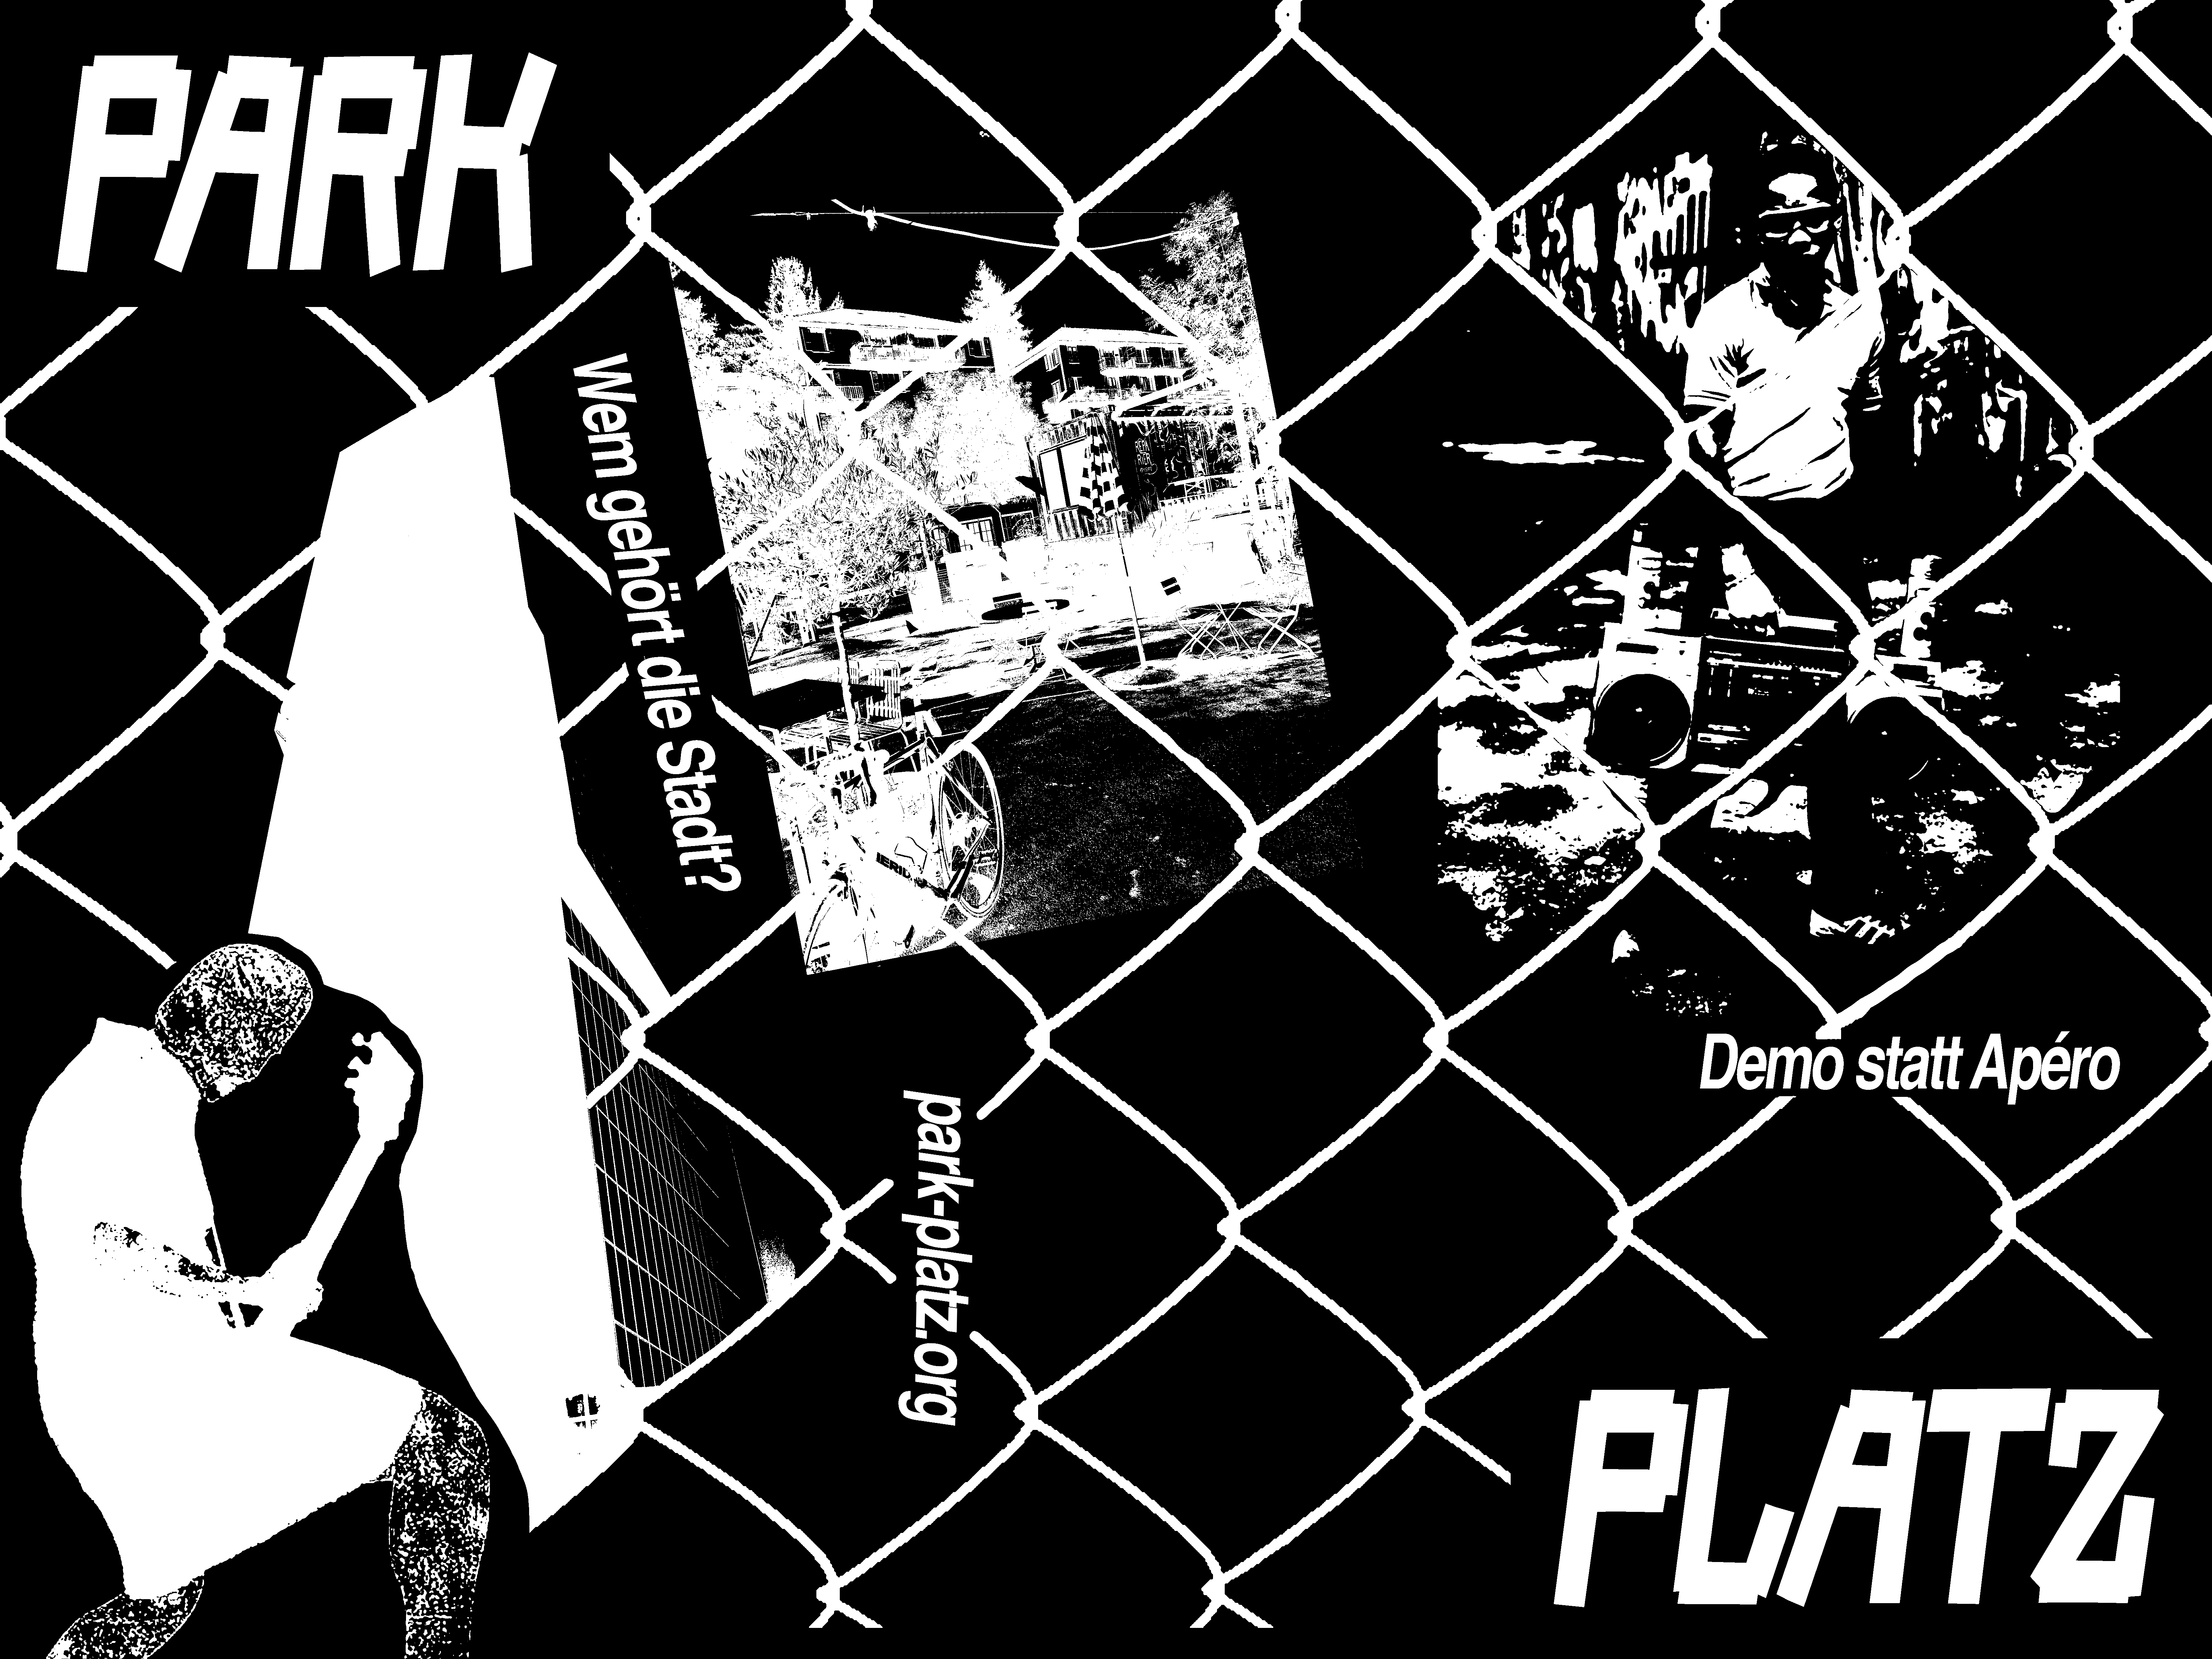 PARK
Wem gehört die Stadt?
Demo statt Apéro
park-platz.org
PLATZ